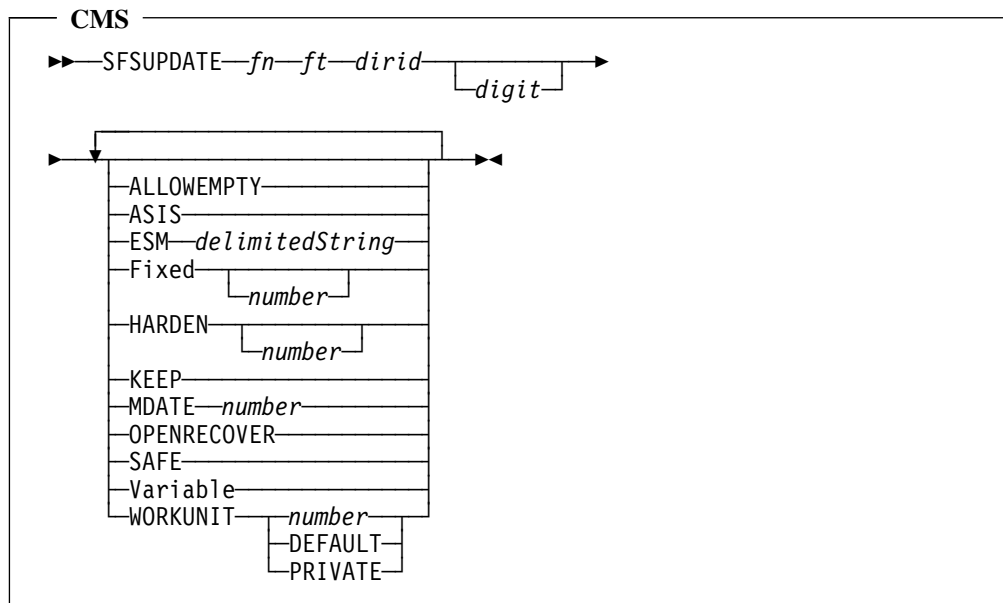 CMS
SFSUPDATE fn ft dirid
digit
ALLOWEMPTY
ASIS
ESM delimitedString
Fixed
number
HARDEN
number
KEEP
MDATE number
OPENRECOVER
SAFE
Variable
WORKUNIT number
DEFAULT
PRIVATE